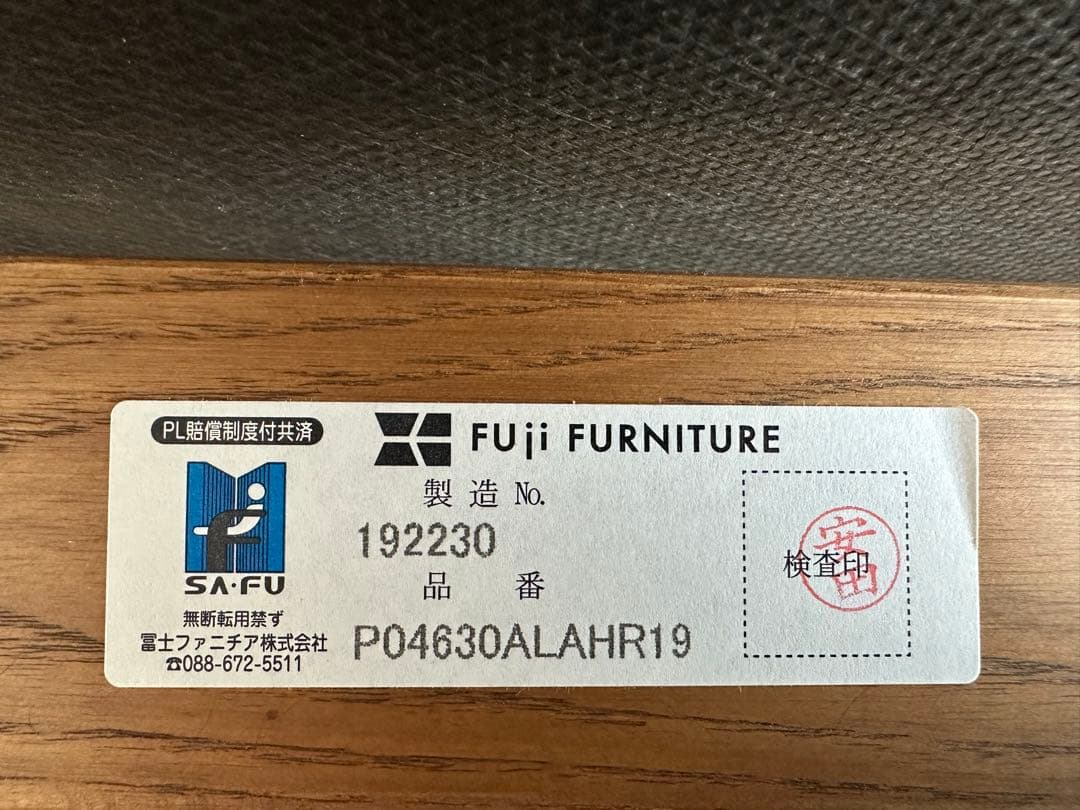 PL賠償制度付共済
SA・FU
無断転用禁ず
冨士ファニチア株式会社
☎088-672-5511
FUji FURNITURE
製造 No.
192230
品番
P04630ALAHR19
検査印
安田